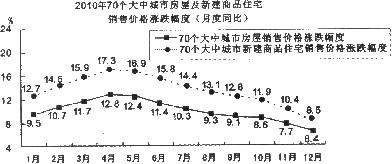 2010年70个大中城市房屋及新建商品住宅
销售价格涨跌幅度（月度同比）
%
24
20
16
12
8
4
70个大中城市房屋销售价格涨跌幅度
70个大中城市新建商品住宅销售价格涨跌幅度
12.7 14.5 15.9 17.3 16.9 15.8 14.4 13.1 12.8 11.9 10.4 8.5
9.5 10.7 11.7 12.8 12.4 11.4 10.3 9.3 9.1 8.6 7.7 6.4
1月 2月 3月 4月 5月 6月 7月 8月 9月 10月 11月 12月